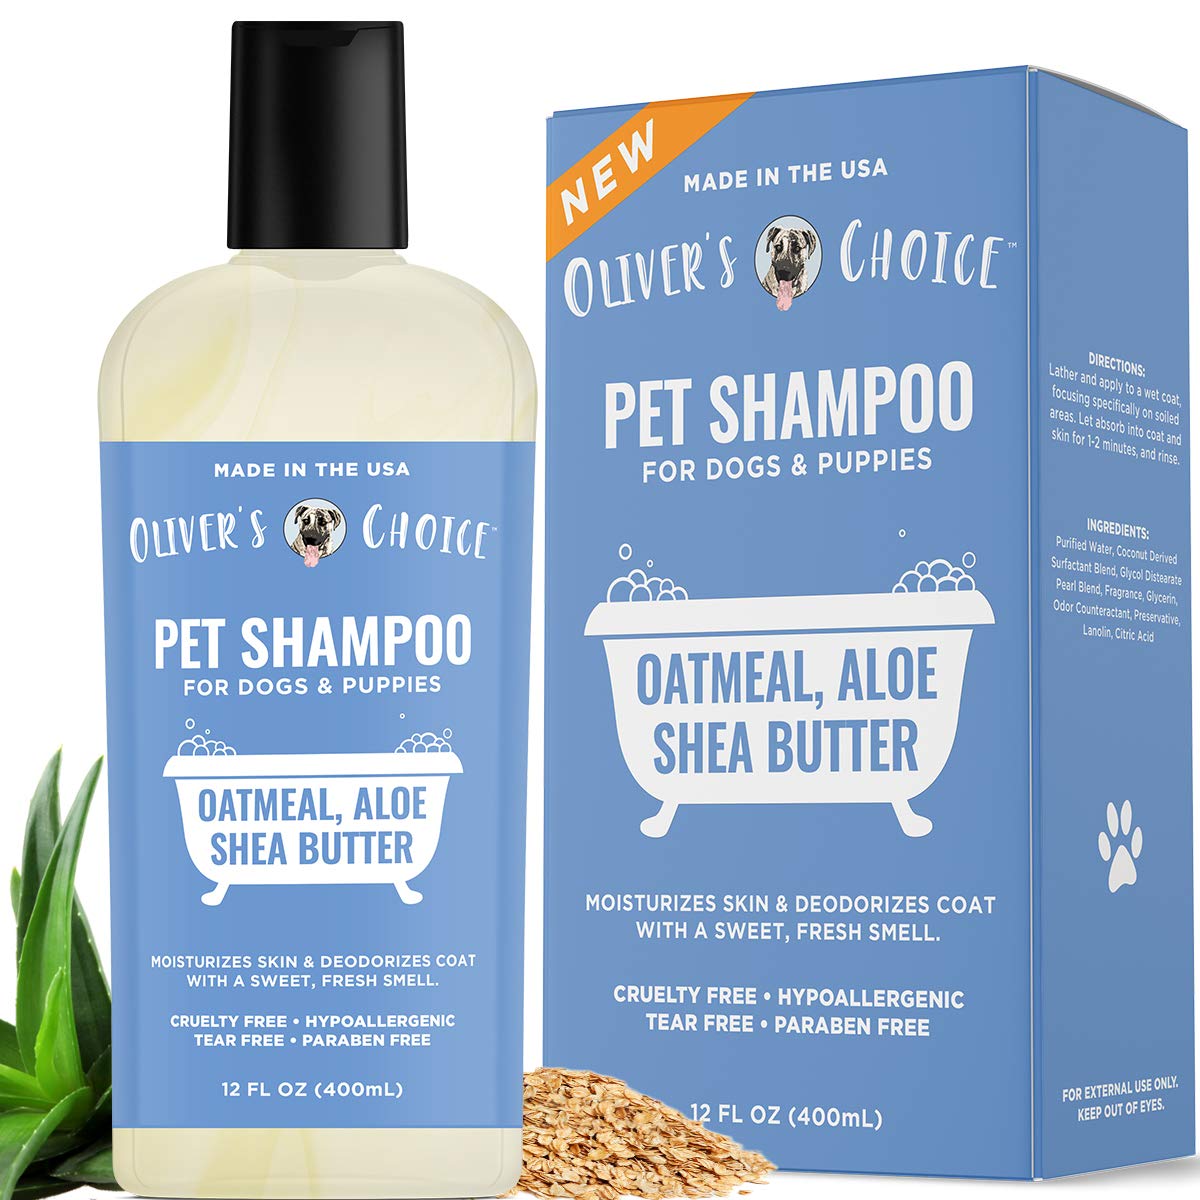 MADE IN THE USA
OLIVER'S CHOICE™
PET SHAMPOO
FOR DOGS & PUPPIES
OATMEAL, ALOE
SHEA BUTTER
MOISTURIZES SKIN & DEODORIZES COAT
WITH A SWEET, FRESH SMELL.
CRUELTY FREE • HYPOALLERGENIC
TEAR FREE • PARABEN FREE
12 FL OZ (400mL)
NEW
MADE IN THE USA
OLIVER'S CHOICE™
PET SHAMPOO
FOR DOGS & PUPPIES
OATMEAL, ALOE
SHEA BUTTER
MOISTURIZES SKIN & DEODORIZES COAT
WITH A SWEET, FRESH SMELL.
CRUELTY FREE • HYPOALLERGENIC
TEAR FREE • PARABEN FREE
12 FL OZ (400mL)
DIRECTIONS:
Lather and apply to a wet coat,
focusing specifically on soiled
areas. Let absorb into coat and
skin for 1-2 minutes, and rinse.
INGREDIENTS:
Purified Water, Coconut Derived
Surfactant Blend, Glycol Distearate
Pearl Blend, Fragrance, Glycerin,
Odor Counteractant, Preservative,
Lanolin, Citric Acid
FOR EXTERNAL USE ONLY.
KEEP OUT OF EYES.